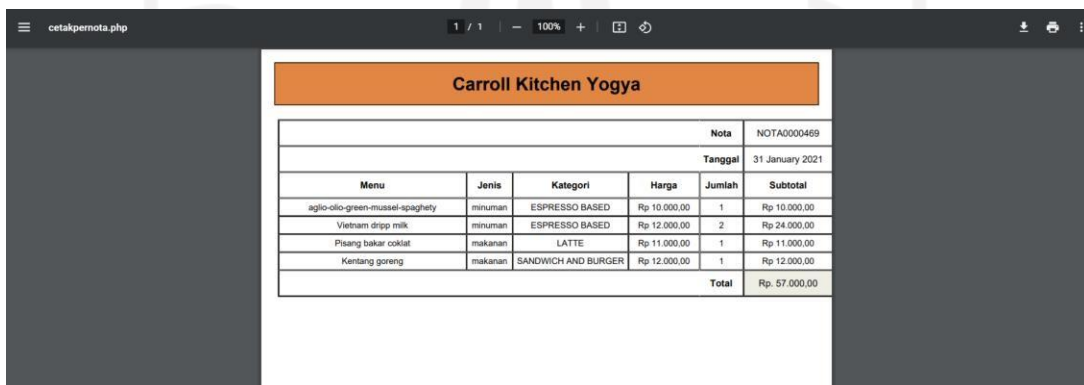 cetakpernota.php 1 / 1 − 100% +
Carroll Kitchen Yogya
Nota NOTA0000469
Tanggal 31 January 2021
Menu Jenis Kategori Harga Jumlah Subtotal
aglio-olio-green-mussel-spaghety minuman ESPRESSO BASED Rp 10.000,00 1 Rp 10.000,00
Vietnam dripp milk minuman ESPRESSO BASED Rp 12.000,00 2 Rp 24.000,00
Pisang bakar coklat makanan LATTE Rp 11.000,00 1 Rp 11.000,00
Kentang goreng makanan SANDWICH AND BURGER Rp 12.000,00 1 Rp 12.000,00
Total Rp. 57.000,00